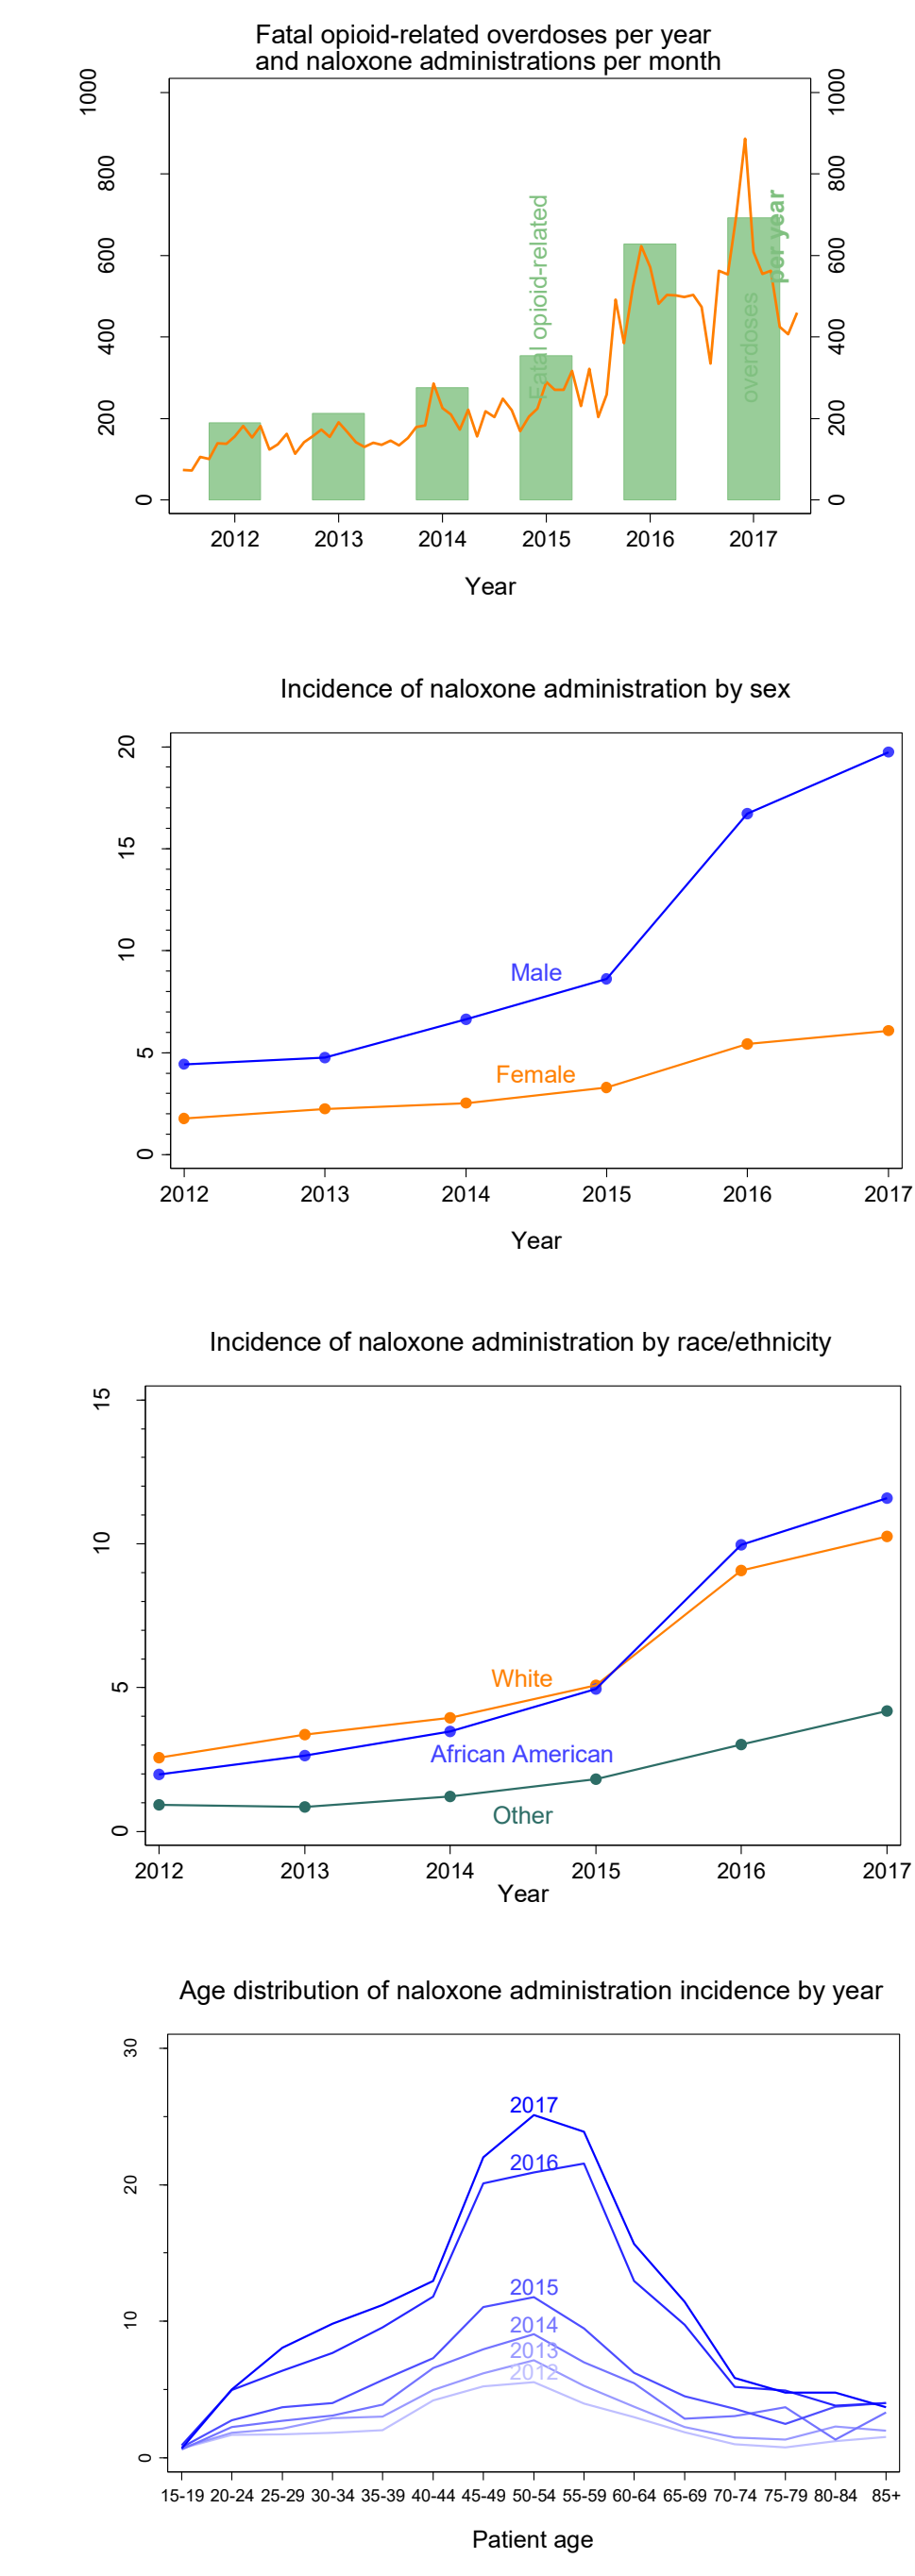 Fatal opioid-related overdoses per year
and naloxone administrations per month
1000
800
600
400
200
0
1000
800
600
400
200
0
Fatal opioid-related
overdoses
per year
2012 2013 2014 2015 2016 2017
Year
Incidence of naloxone administration by sex
20
15
10
5
0
Male
Female
2012 2013 2014 2015 2016 2017
Year
Incidence of naloxone administration by race/ethnicity
15
10
5
0
White
African American
Other
2012 2013 2014 2015 2016 2017
Year
Age distribution of naloxone administration incidence by year
30
20
10
0
2017
2016
2015
2014
2013
2012
15-19 20-24 25-29 30-34 35-39 40-44 45-49 50-54 55-59 60-64 65-69 70-74 75-79 80-84 85+
Patient age